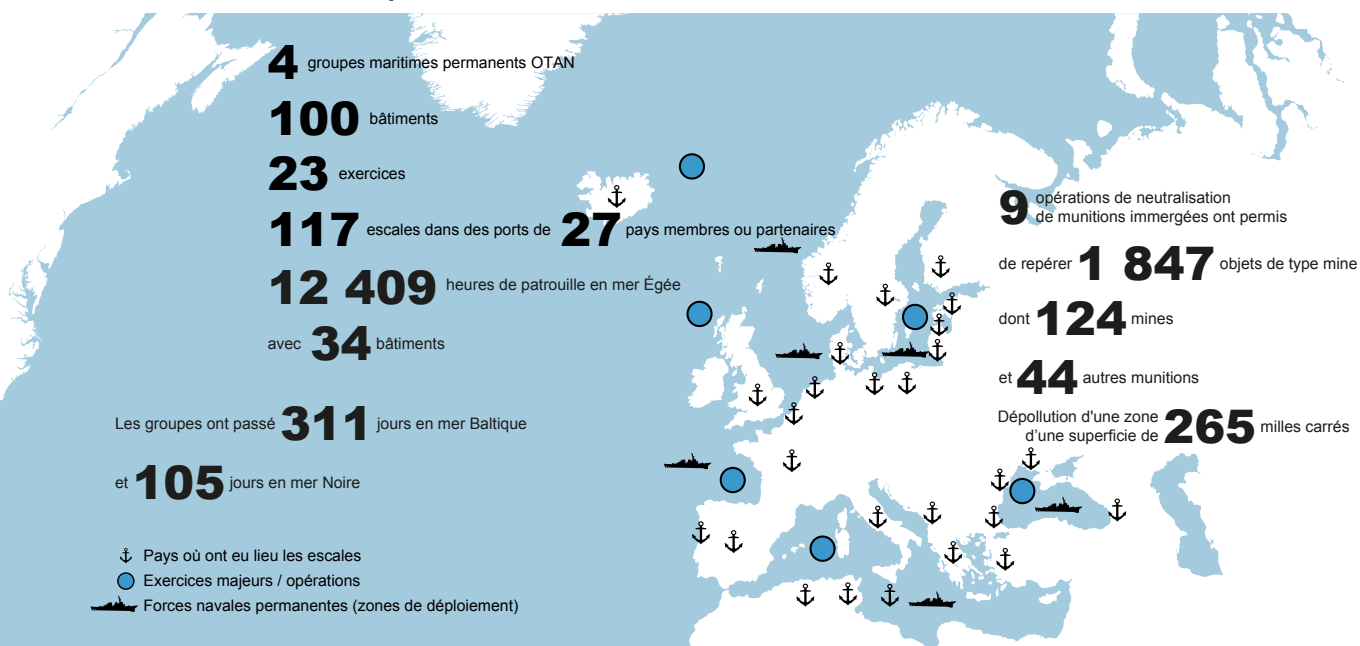 4 groupes maritimes permanents OTAN
100 bâtiments
23 exercices
117 escales dans des ports de 27 pays membres ou partenaires
12 409 heures de patrouille en mer Égée
avec 34 bâtiments
Les groupes ont passé 311 jours en mer Baltique
et 105 jours en mer Noire
9 opérations de neutralisation
de munitions immergées ont permis
de repérer 1 847 objets de type mine
dont 124 mines
et 44 autres munitions
Dépollution d'une zone
d'une superficie de 265 milles carrés
Pays où ont eu lieu les escales
Exercices majeurs / opérations
Forces navales permanentes (zones de déploiement)